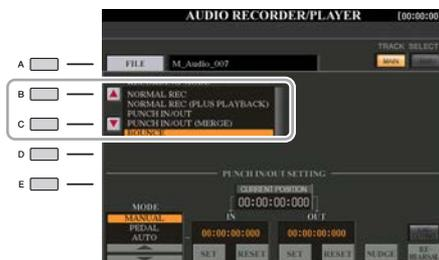 AUDIO RECORDER/PLAYER [00:00:00
TRACK SELECT
A FILE M_Audio_007 MAIN
B NORMAL REC
NORMAL REC (PLUS PLAYBACK)
PUNCH IN/OUT
C PUNCH IN/OUT (MERGE)
BOUNCE
D
E
PUNCH IN/OUT SETTING
CURRENT POSITION
00:00:00:000
MODE IN OUT
MANUAL
PEDAL 00:00:00:000 00:00:00:000
AUTO
SET RESET SET RESET NUDGE RE-
HEARSAL